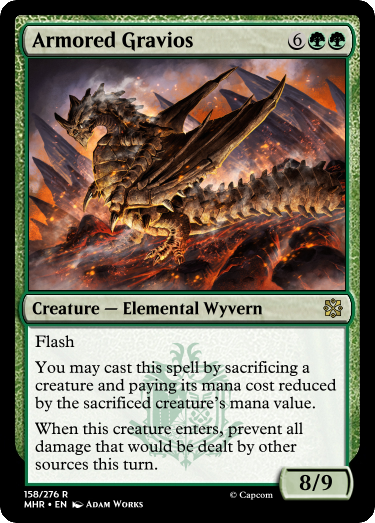 Armored Gravios 6
Creature — Elemental Wyvern
Flash
You may cast this spell by sacrificing a
creature and paying its mana cost reduced
by the sacrificed creature's mana value.
When this creature enters, prevent all
damage that would be dealt by other
sources this turn.
8/9
158/276 R
MHR • EN Adam Works
© Capcom